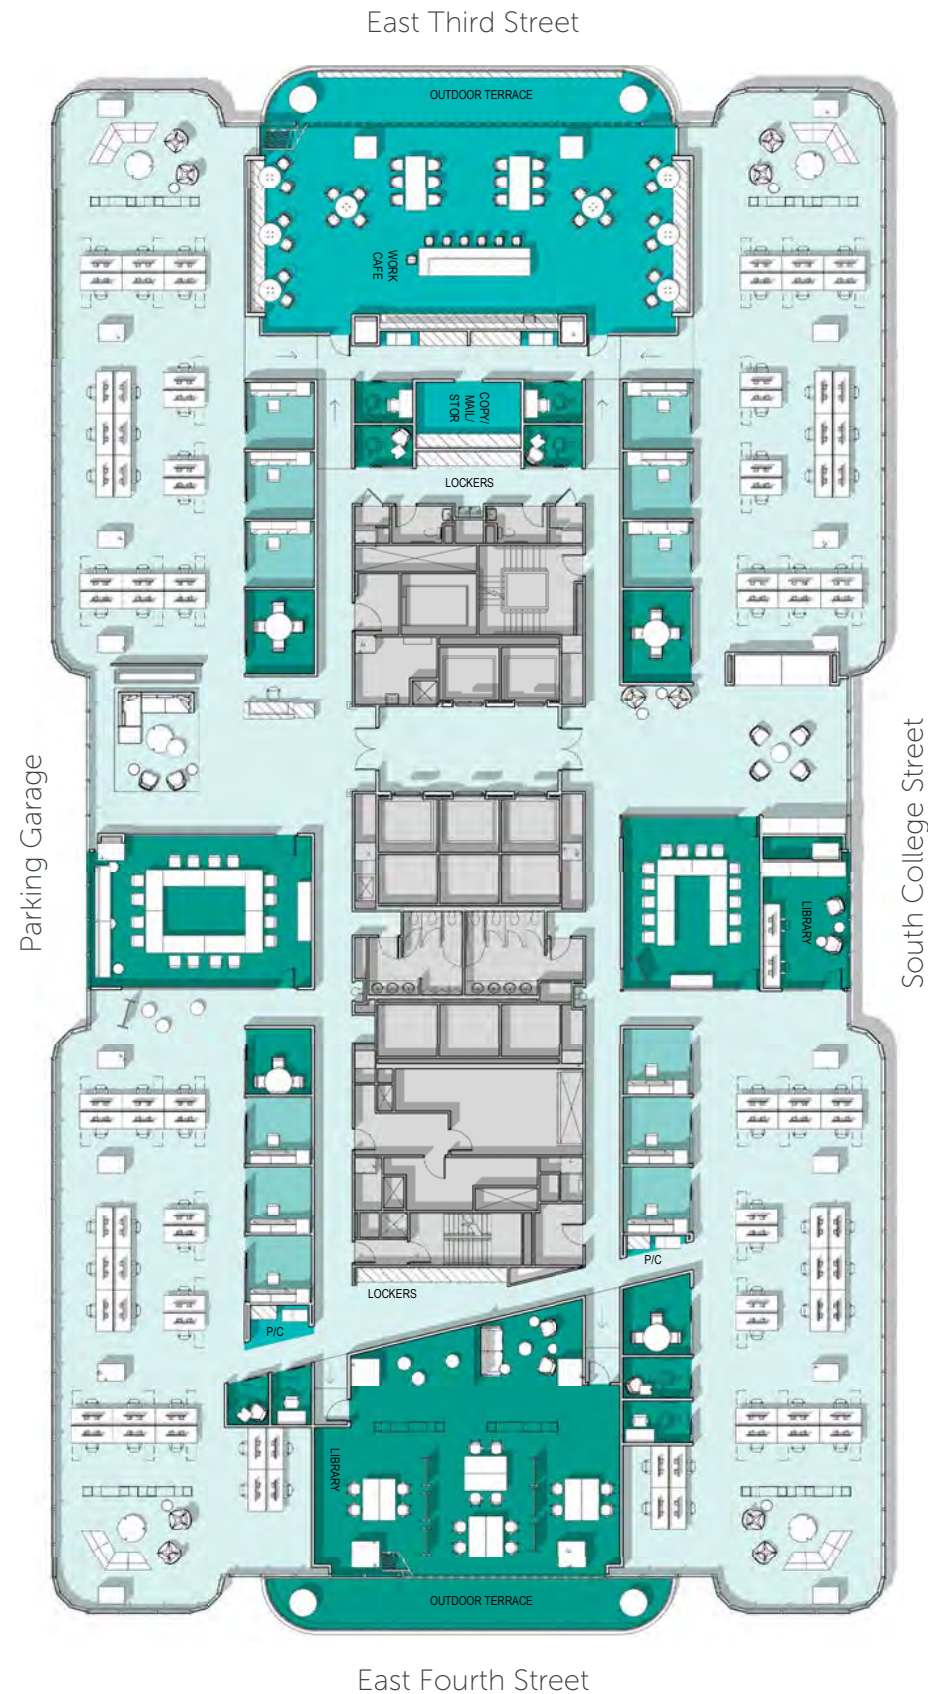 East Third Street
OUTDOOR TERRACE
WORK
CAFE
COPY/
MAIL/
STOR
LOCKERS
Parking Garage
South College Street
LIBRARY
P/C
LOCKERS
P/C
LIBRARY
OUTDOOR TERRACE
East Fourth Street